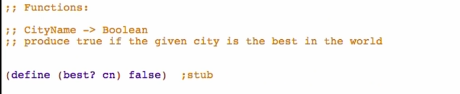 ;; Functions:
;; CityName -> Boolean
;; produce true if the given city is the best in the world
(define (best? cn) false)  ;stub